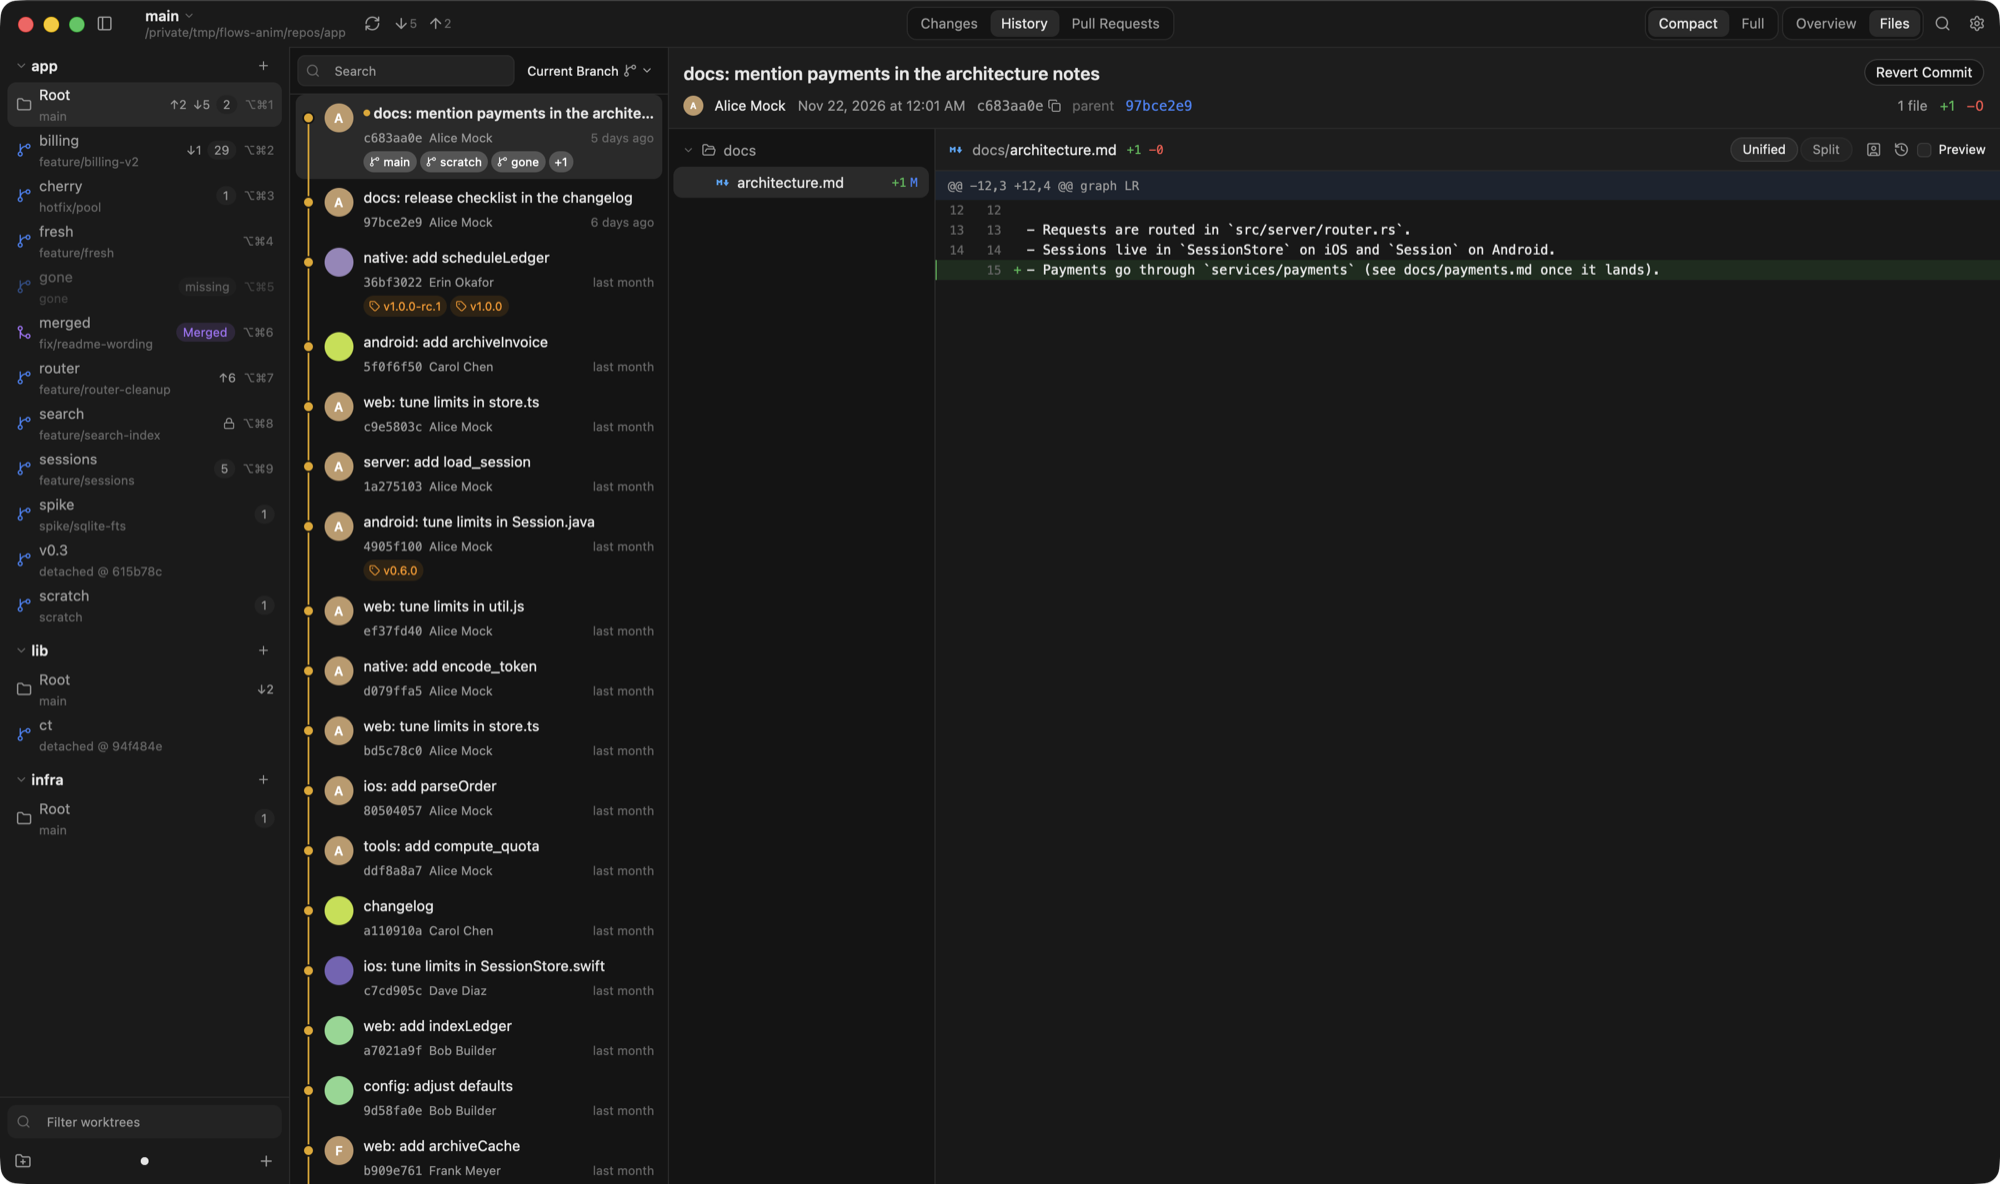 main
/private/tmp/flows-anim/repos/app
↓5 ↑2
Changes History Pull Requests
Compact Full
Overview Files
app
Root
main
↑2 ↓5 2 ⌥⌘1
billing
feature/billing-v2
↓1 29 ⌥⌘2
cherry
hotfix/pool
1 ⌥⌘3
fresh
feature/fresh
⌥⌘4
gone
gone
missing ⌥⌘5
merged
fix/readme-wording
Merged ⌥⌘6
router
feature/router-cleanup
↑6 ⌥⌘7
search
feature/search-index
⌥⌘8
sessions
feature/sessions
5 ⌥⌘9
spike
spike/sqlite-fts
1
v0.3
detached @ 615b78c
scratch
scratch
1
lib
Root
main
↓2
ct
detached @ 94f484e
infra
Root
main
1
Filter worktrees
Search
Current Branch
A
docs: mention payments in the archite...
c683aa0e Alice Mock 5 days ago
main scratch gone +1
A
docs: release checklist in the changelog
97bce2e9 Alice Mock 6 days ago
native: add scheduleLedger
36bf3022 Erin Okafor last month
v1.0.0-rc.1 v1.0.0
android: add archiveInvoice
5f0f6f50 Carol Chen last month
A
web: tune limits in store.ts
c9e5803c Alice Mock last month
A
server: add load_session
1a275103 Alice Mock last month
A
android: tune limits in Session.java
4905f100 Alice Mock last month
v0.6.0
A
web: tune limits in util.js
ef37fd40 Alice Mock last month
A
native: add encode_token
d079ffa5 Alice Mock last month
A
web: tune limits in store.ts
bd5c78c0 Alice Mock last month
A
ios: add parseOrder
80504057 Alice Mock last month
A
tools: add compute_quota
ddf8a8a7 Alice Mock last month
changelog
a110910a Carol Chen last month
ios: tune limits in SessionStore.swift
c7cd905c Dave Diaz last month
web: add indexLedger
a7021a9f Bob Builder last month
config: adjust defaults
9d58fa0e Bob Builder last month
F
web: add archiveCache
b909e761 Frank Meyer last month
docs: mention payments in the architecture notes
Revert Commit
A Alice Mock Nov 22, 2026 at 12:01 AM c683aa0e parent 97bce2e9
1 file +1 −0
docs
architecture.md +1 M
docs/architecture.md +1 −0
Unified Split Preview
@@ −12,3 +12,4 @@ graph LR
12 12
13 13 - Requests are routed in `src/server/router.rs`.
14 14 - Sessions live in `SessionStore` on iOS and `Session` on Android.
15 + - Payments go through `services/payments` (see docs/payments.md once it lands).